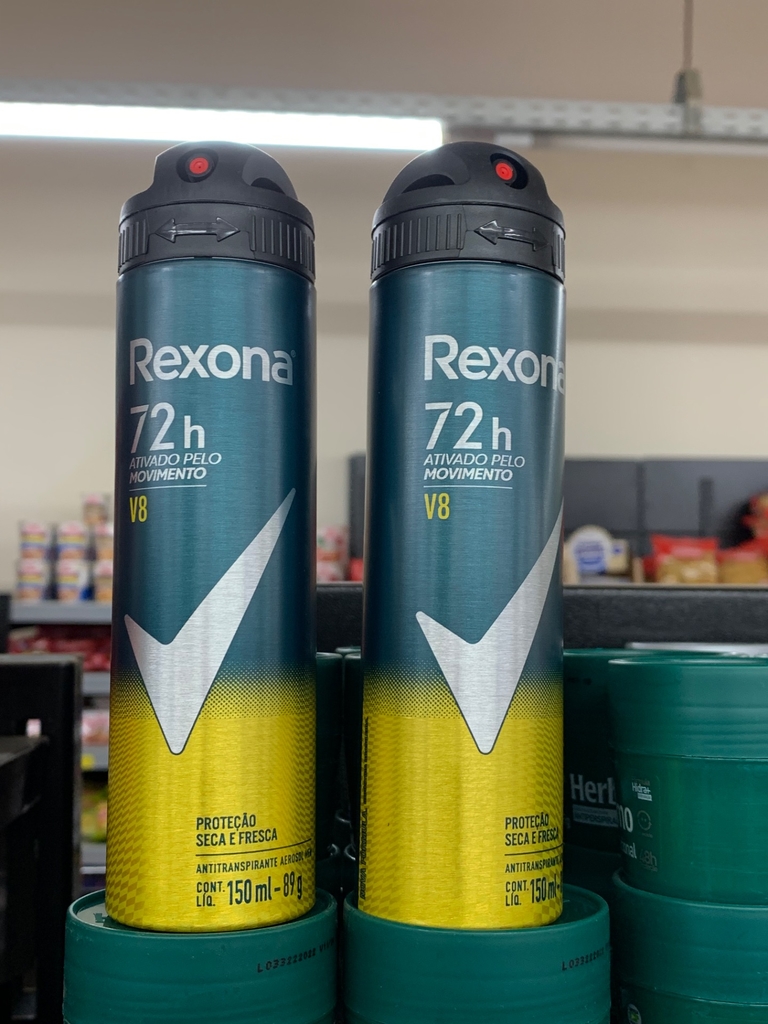 Rexona
72h
ATIVADO PELO
MOVIMENTO
V8
PROTEÇÃO
SECA E FRESCA
ANTITRANSPIRANTE AEROSOL
CONT. 150 ml - 89 g
LÍQ.
Rexona
72h
ATIVADO PELO
MOVIMENTO
V8
PROTEÇÃO
SECA E FRESCA
ANTITRANSPIRANTE
CONT. 150 ml -
LÍQ.
Herb
Hidra+